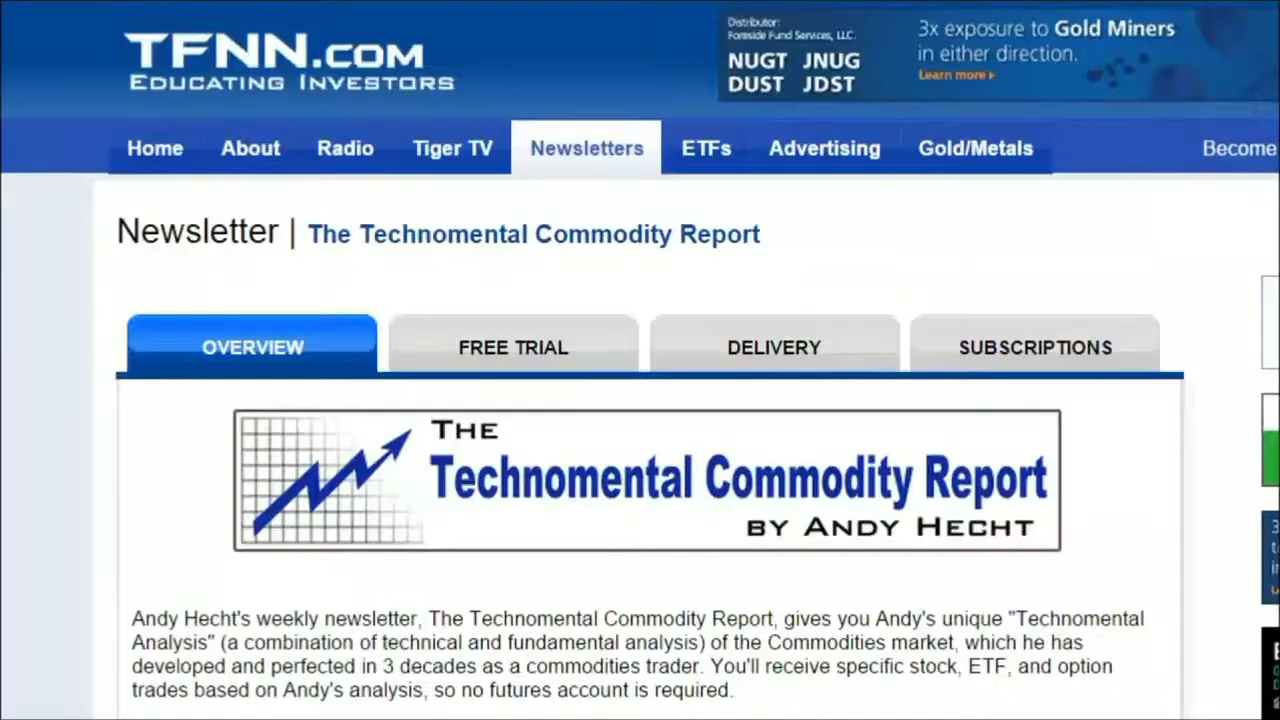 TFNN.COM
EDUCATING INVESTORS
Distributor:
Foreside Fund Services, LLC.
NUGT JNUG
DUST JDST
3x exposure to Gold Miners
in either direction.
Learn more
Home About Radio Tiger TV Newsletters ETFs Advertising Gold/Metals Become
Newsletter | The Technomental Commodity Report
OVERVIEW FREE TRIAL DELIVERY SUBSCRIPTIONS
THE
Technomental Commodity Report
BY ANDY HECHT
Andy Hecht's weekly newsletter, The Technomental Commodity Report, gives you Andy's unique "Technomental
Analysis" (a combination of technical and fundamental analysis) of the Commodities market, which he has
developed and perfected in 3 decades as a commodities trader. You'll receive specific stock, ETF, and option
trades based on Andy's analysis, so no futures account is required.